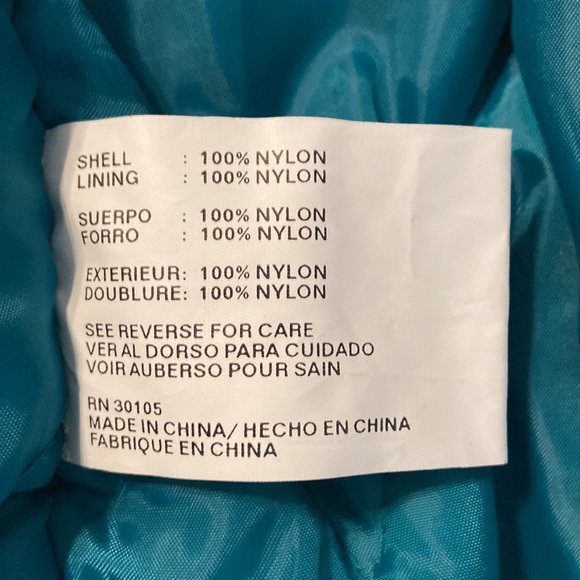 SHELL : 100% NYLON
LINING : 100% NYLON
SUERPO : 100% NYLON
FORRO : 100% NYLON
EXTERIEUR: 100% NYLON
DOUBLURE: 100% NYLON
SEE REVERSE FOR CARE
VER AL DORSO PARA CUIDADO
VOIR AUBERSO POUR SAIN
RN 30105
MADE IN CHINA/ HECHO EN CHINA
FABRIQUE EN CHINA